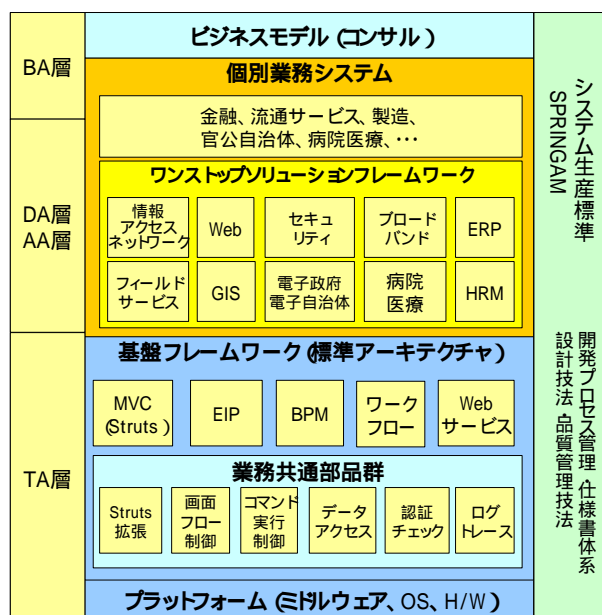 BA層
DA層
AA層
TA層
ビジネスモデル (コンサル)
個別業務システム
金融、流通サービス、製造、
官公自治体、病院医療、･･･
ワンストップソリューションフレームワーク
情報
アクセス
ネットワーク
Web
セキュ
リティ
ブロード
バンド
ERP
フィールド
サービス
GIS
電子政府
電子自治体
病院
医療
HRM
基盤フレームワーク (標準アーキテクチャ)
MVC
(Struts)
EIP
BPM
ワーク
フロー
Web
サービス
業務共通部品群
Struts
拡張
画面
フロー
制御
コマンド
実行
制御
データ
アクセス
認証
チェック
ログ
トレース
プラットフォーム (ミドルウェア、OS、H/W)
システム生産標準
SPRINGAM
開発プロセス管理、仕様書体系
設計技法、品質管理技法